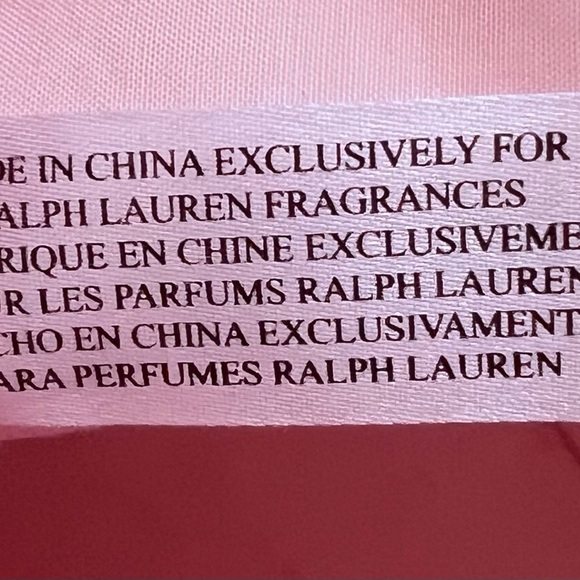 DE IN CHINA EXCLUSIVELY FOR
ALPH LAUREN FRAGRANCES
RIQUE EN CHINE EXCLUSIVEME
UR LES PARFUMS RALPH LAUREN
CHO EN CHINA EXCLUSIVAMENT
ARA PERFUMES RALPH LAUREN